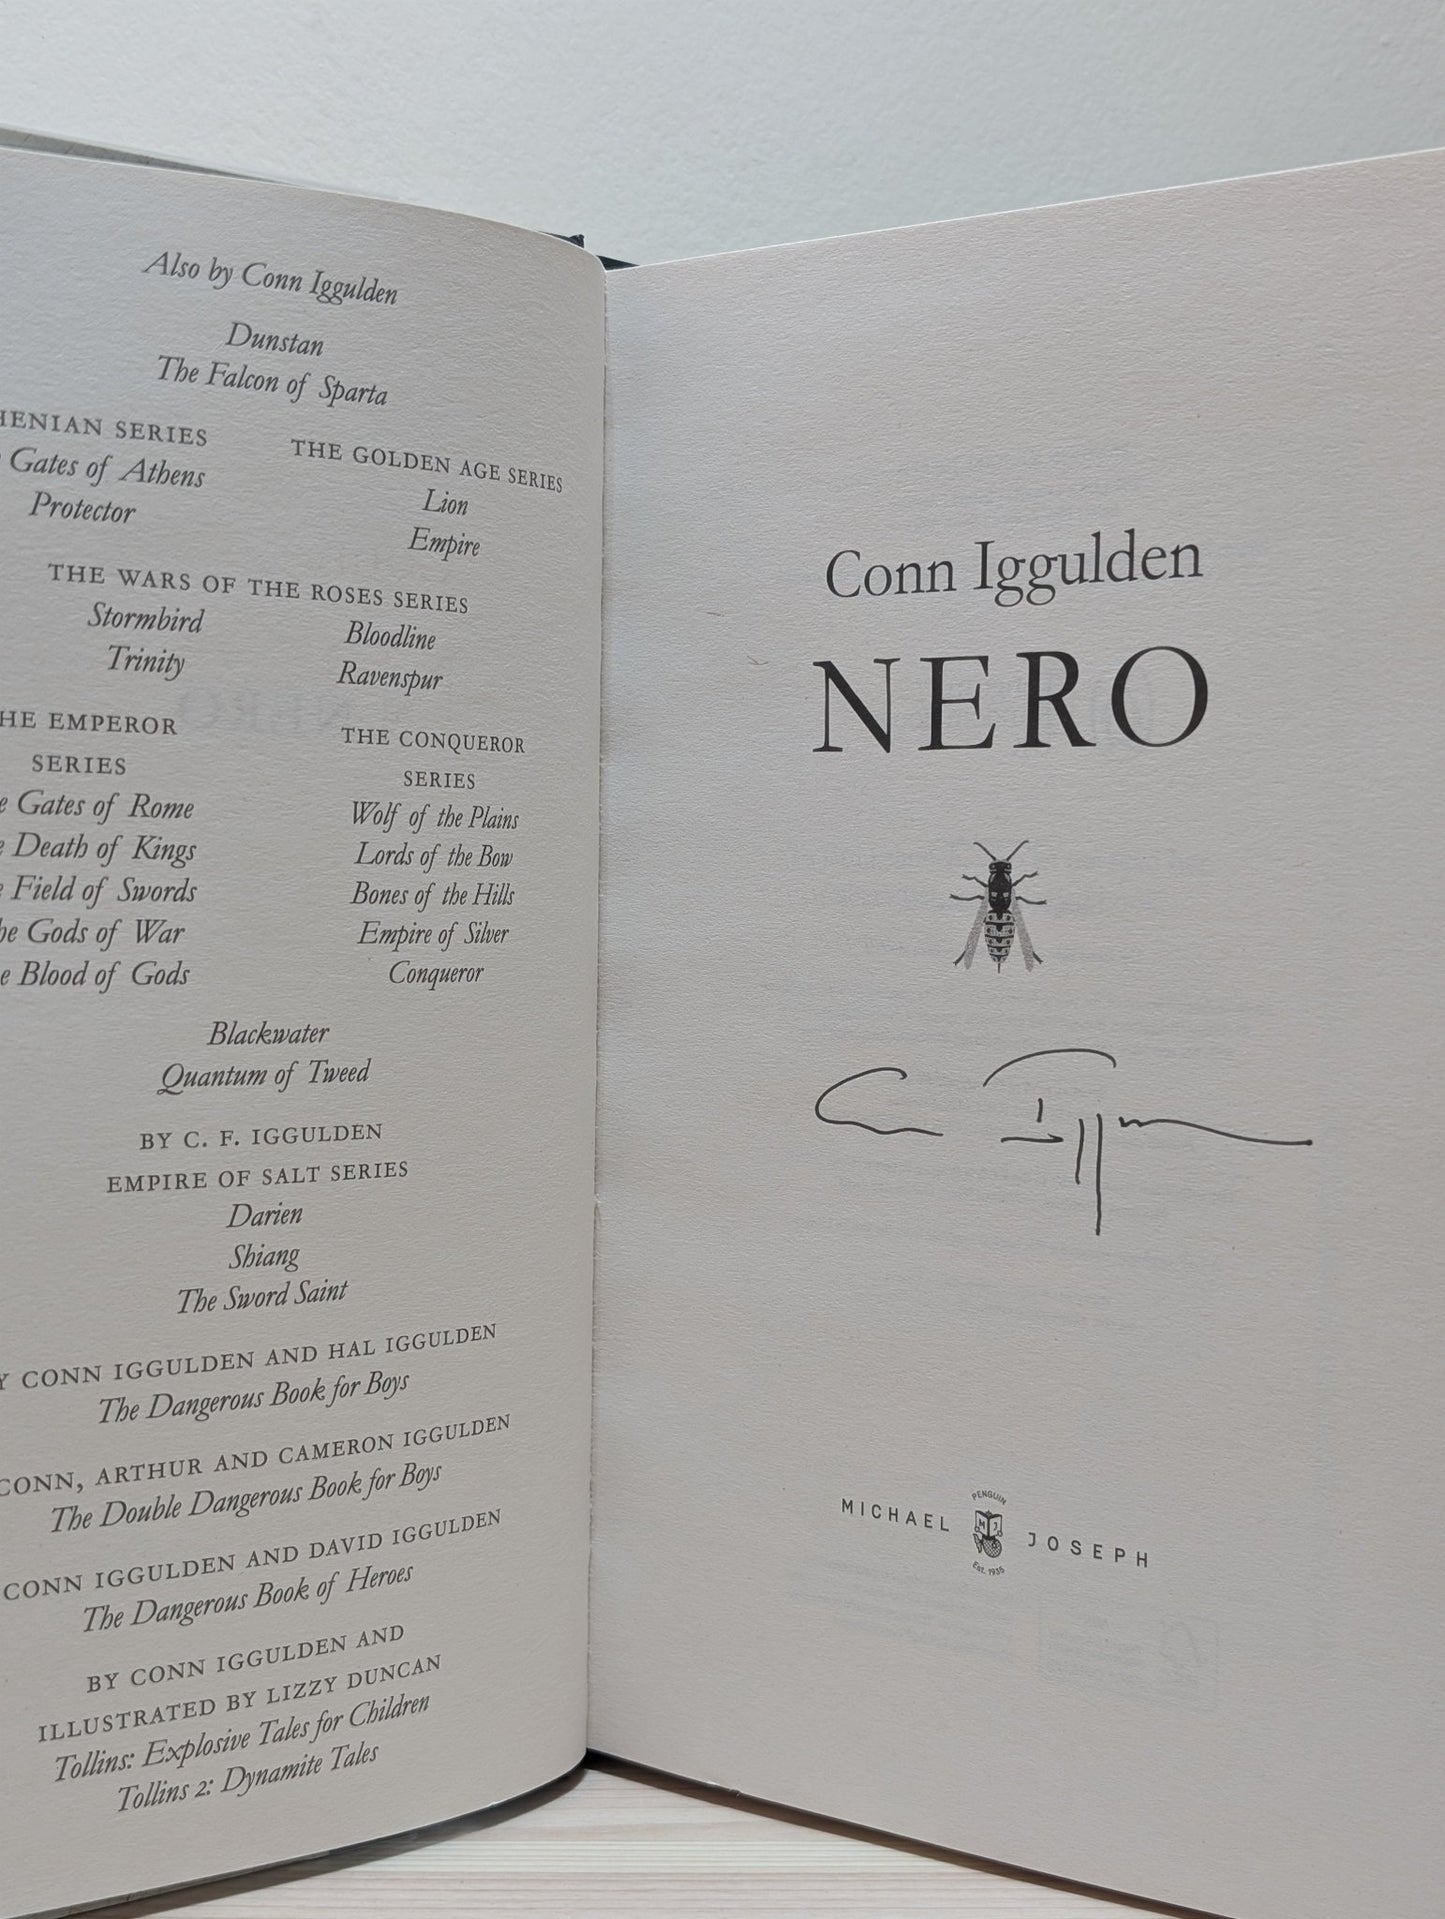 Also by Conn Iggulden
Dunstan
The Falcon of Sparta
SERIES
Gates of Athens
Protector
THE GOLDEN AGE SERIES
Lion
Empire
THE WARS OF THE ROSES SERIES
Stormbird
Trinity
Bloodline
Ravenspur
EMPEROR
SERIES
Gates of Rome
Death of Kings
Field of Swords
Gods of War
Blood of Gods
THE CONQUEROR
SERIES
Wolf of the Plains
Lords of the Bow
Bones of the Hills
Empire of Silver
Conqueror
Blackwater
Quantum of Tweed
BY C. F. IGGULDEN
EMPIRE OF SALT SERIES
Darien
Shiang
The Sword Saint
CONN IGGULDEN AND HAL IGGULDEN
The Dangerous Book for Boys
CONN, ARTHUR AND CAMERON IGGULDEN
The Double Dangerous Book for Boys
CONN IGGULDEN AND DAVID IGGULDEN
The Dangerous Book of Heroes
BY CONN IGGULDEN AND
ILLUSTRATED BY LIZZY DUNCAN
Tollins: Explosive Tales for Children
Tollins 2: Dynamite Tales
Conn Iggulden
NERO
MICHAEL JOSEPH
PENGUIN
MJ
Est. 1935